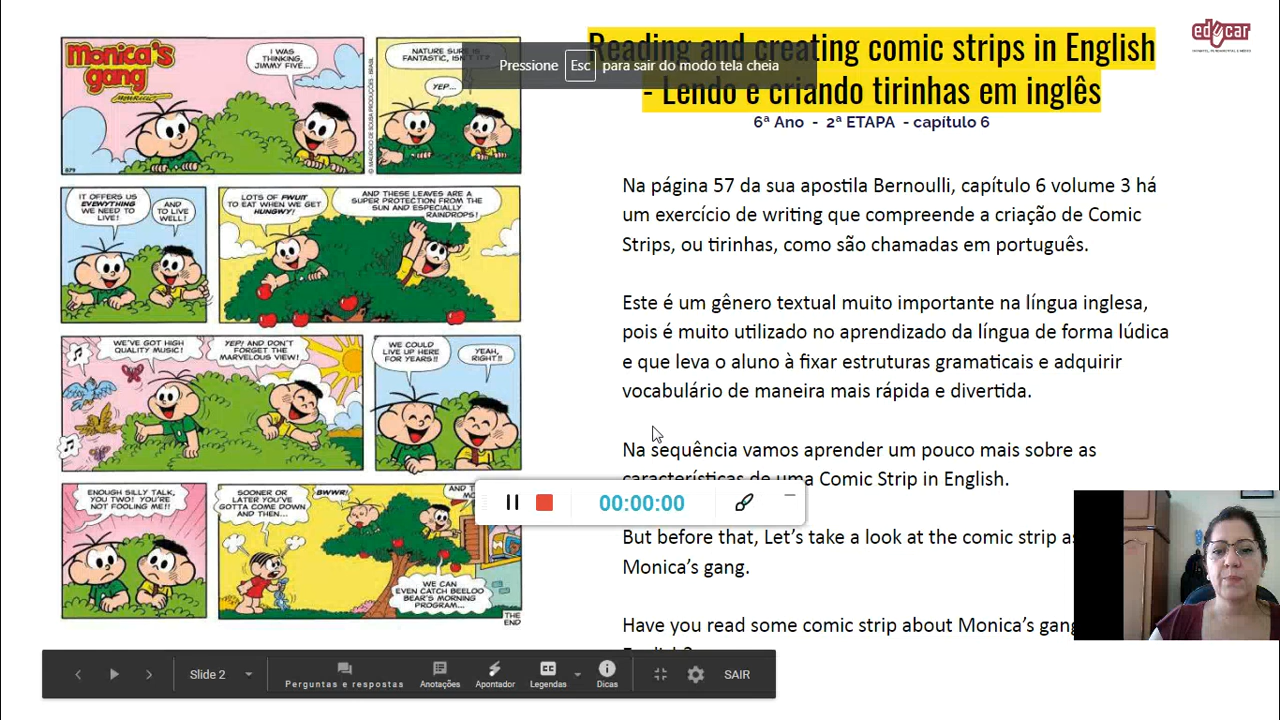 Monica's
gang
I WAS
THINKING,
JIMMY FIVE...
079
© MAURICIO DE SOUSA PRODUÇÕES - BRASIL
NATURE SURE IS
FANTASTIC, ISN'T IT?
YEP...
IT OFFERS US
EVEWYTHING
WE NEED TO
LIVE!
AND
TO LIVE
WELL!
LOTS OF FWUIT
TO EAT WHEN WE GET
HUNGWY!
AND THESE LEAVES ARE A
SUPER PROTECTION FROM THE
SUN AND ESPECIALLY
RAINDROPS!
WE'VE GOT HIGH
QUALITY MUSIC!
YEP! AND DON'T
FORGET THE
MARVELOUS VIEW!
WE COULD
LIVE UP HERE
FOR YEARS!!
YEAH,
RIGHT!!
ENOUGH SILLY TALK,
YOU TWO! YOU'RE
NOT FOOLING ME!!
SOONER OR
LATER YOU'VE
GOTTA COME DOWN
AND THEN...
BWWR!
WE CAN
EVEN CATCH BEELOO
BEAR'S MORNING
PROGRAM...
THE
END
Pressione Esc para sair do modo tela cheia
Reading and creating comic strips in English
- Lendo e criando tirinhas em inglês
6ª Ano - 2ª ETAPA - capítulo 6
educar
Na página 57 da sua apostila Bernoulli, capítulo 6 volume 3 há
um exercício de writing que compreende a criação de Comic
Strips, ou tirinhas, como são chamadas em português.
Este é um gênero textual muito importante na língua inglesa,
pois é muito utilizado no aprendizado da língua de forma lúdica
e que leva o aluno à fixar estruturas gramaticais e adquirir
vocabulário de maneira mais rápida e divertida.
Na sequência vamos aprender um pouco mais sobre as
características de uma Comic Strip in English.
But before that, Let's take a look at the comic strip
Monica's gang.
Have you read some comic strip about Monica's gang
00:00:00
Slide 2
Perguntas e respostas
Anotações
Apontador
Legendas
Dicas
SAIR